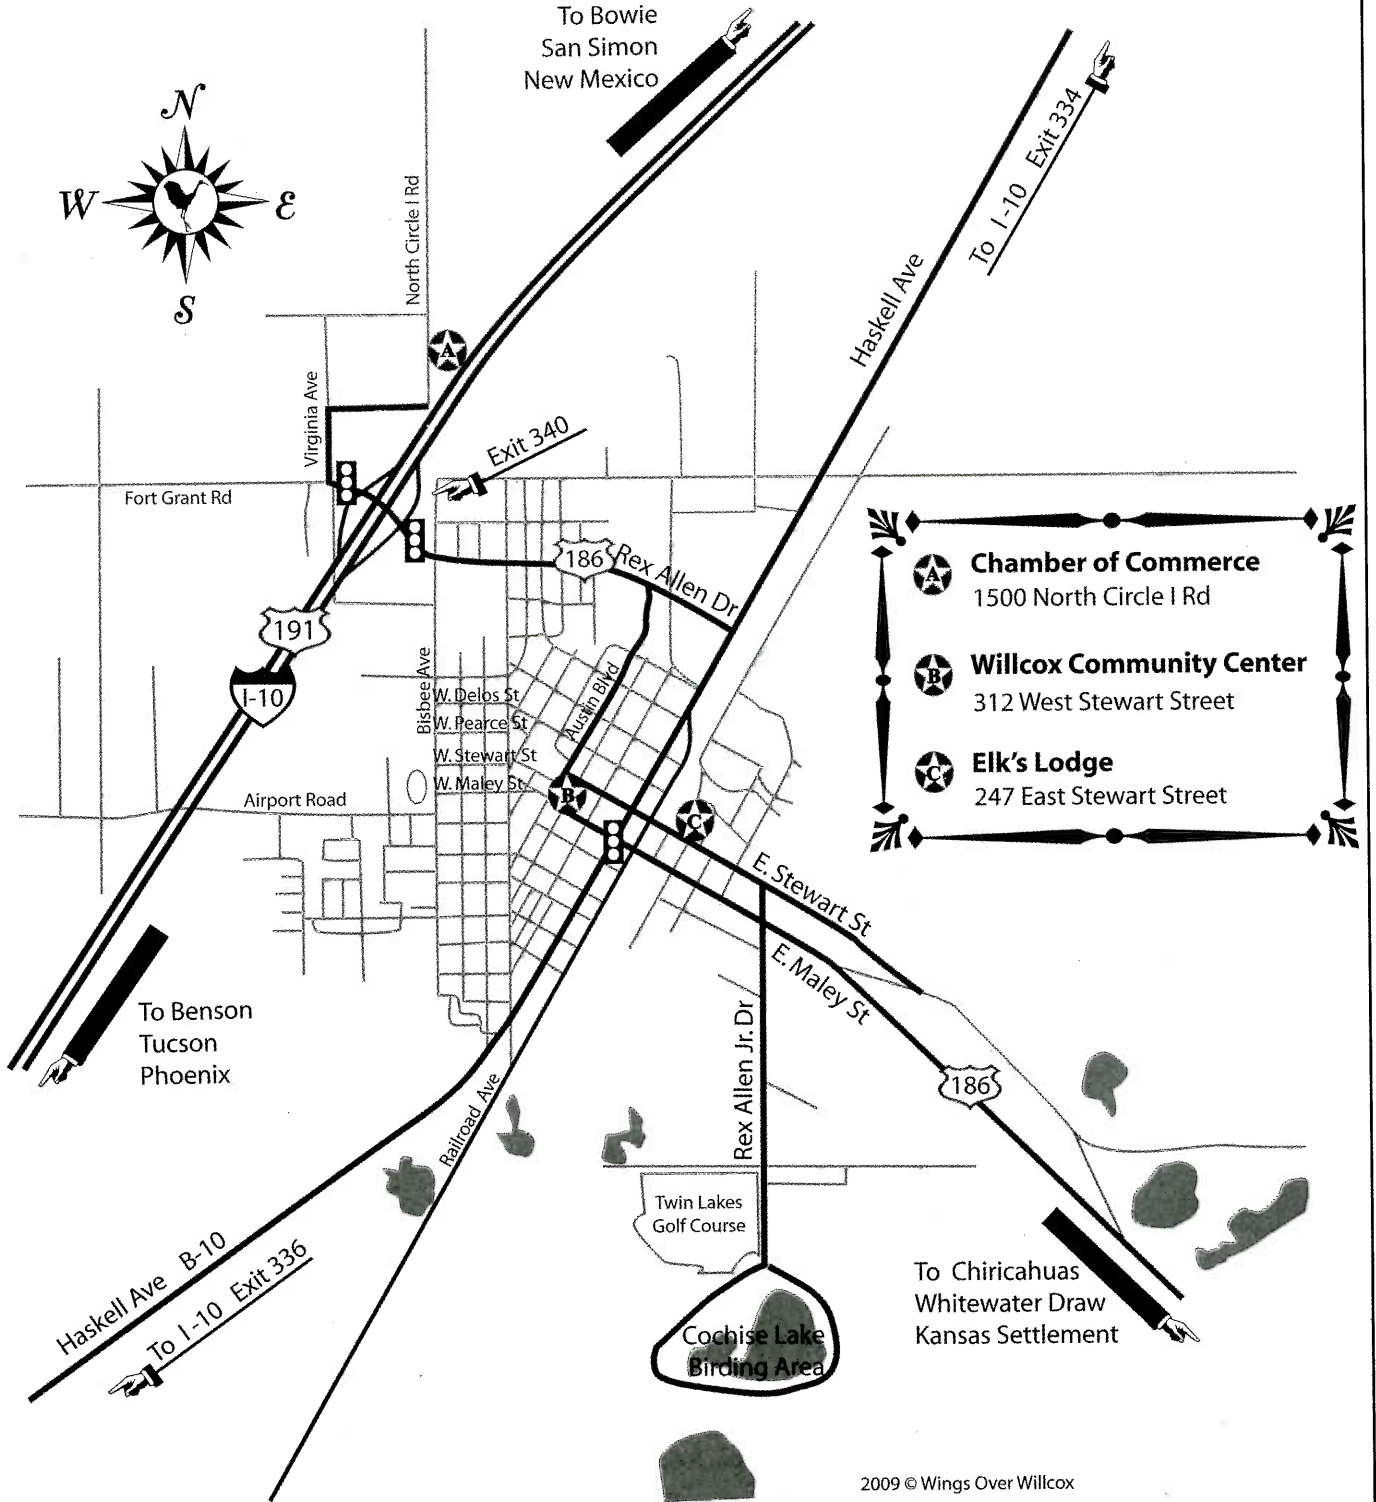 To Bowie
San Simon
New Mexico
N
W
E
S
North Circle I Rd
To I-10 Exit 334
Haskell Ave
A
Virginia Ave
Exit 340
Fort Grant Rd
186
Rex Allen Dr
A
Chamber of Commerce
1500 North Circle I Rd
B
Willcox Community Center
312 West Stewart Street
C
Elk's Lodge
247 East Stewart Street
191
I-10
Bisbee Ave
W. Delos St
W. Pearce St
W. Stewart St
W. Maley St
Austin Blvd
Airport Road
B
C
E. Stewart St
E. Maley St
To Benson
Tucson
Phoenix
Rex Allen Jr. Dr
186
Railroad Ave
Twin Lakes
Golf Course
Haskell Ave B-10
To I-10 Exit 336
To Chiricahuas
Whitewater Draw
Kansas Settlement
Cochise Lake
Birding Area
2009 © Wings Over Willcox